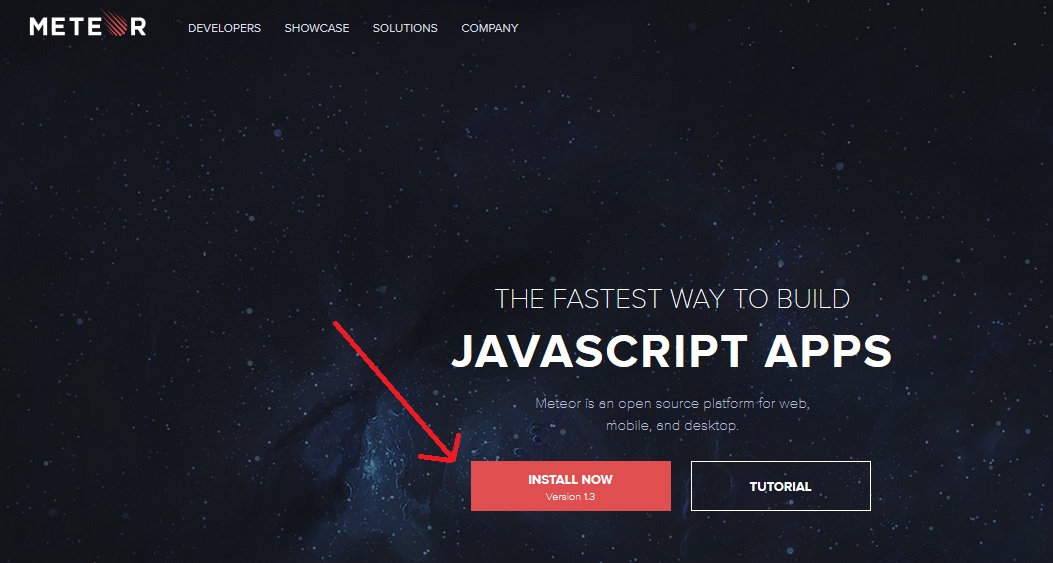 METEOR
DEVELOPERS SHOWCASE SOLUTIONS COMPANY
THE FASTEST WAY TO BUILD
JAVASCRIPT APPS
Meteor is an open source platform for web,
mobile, and desktop.
INSTALL NOW
Version 1.3
TUTORIAL